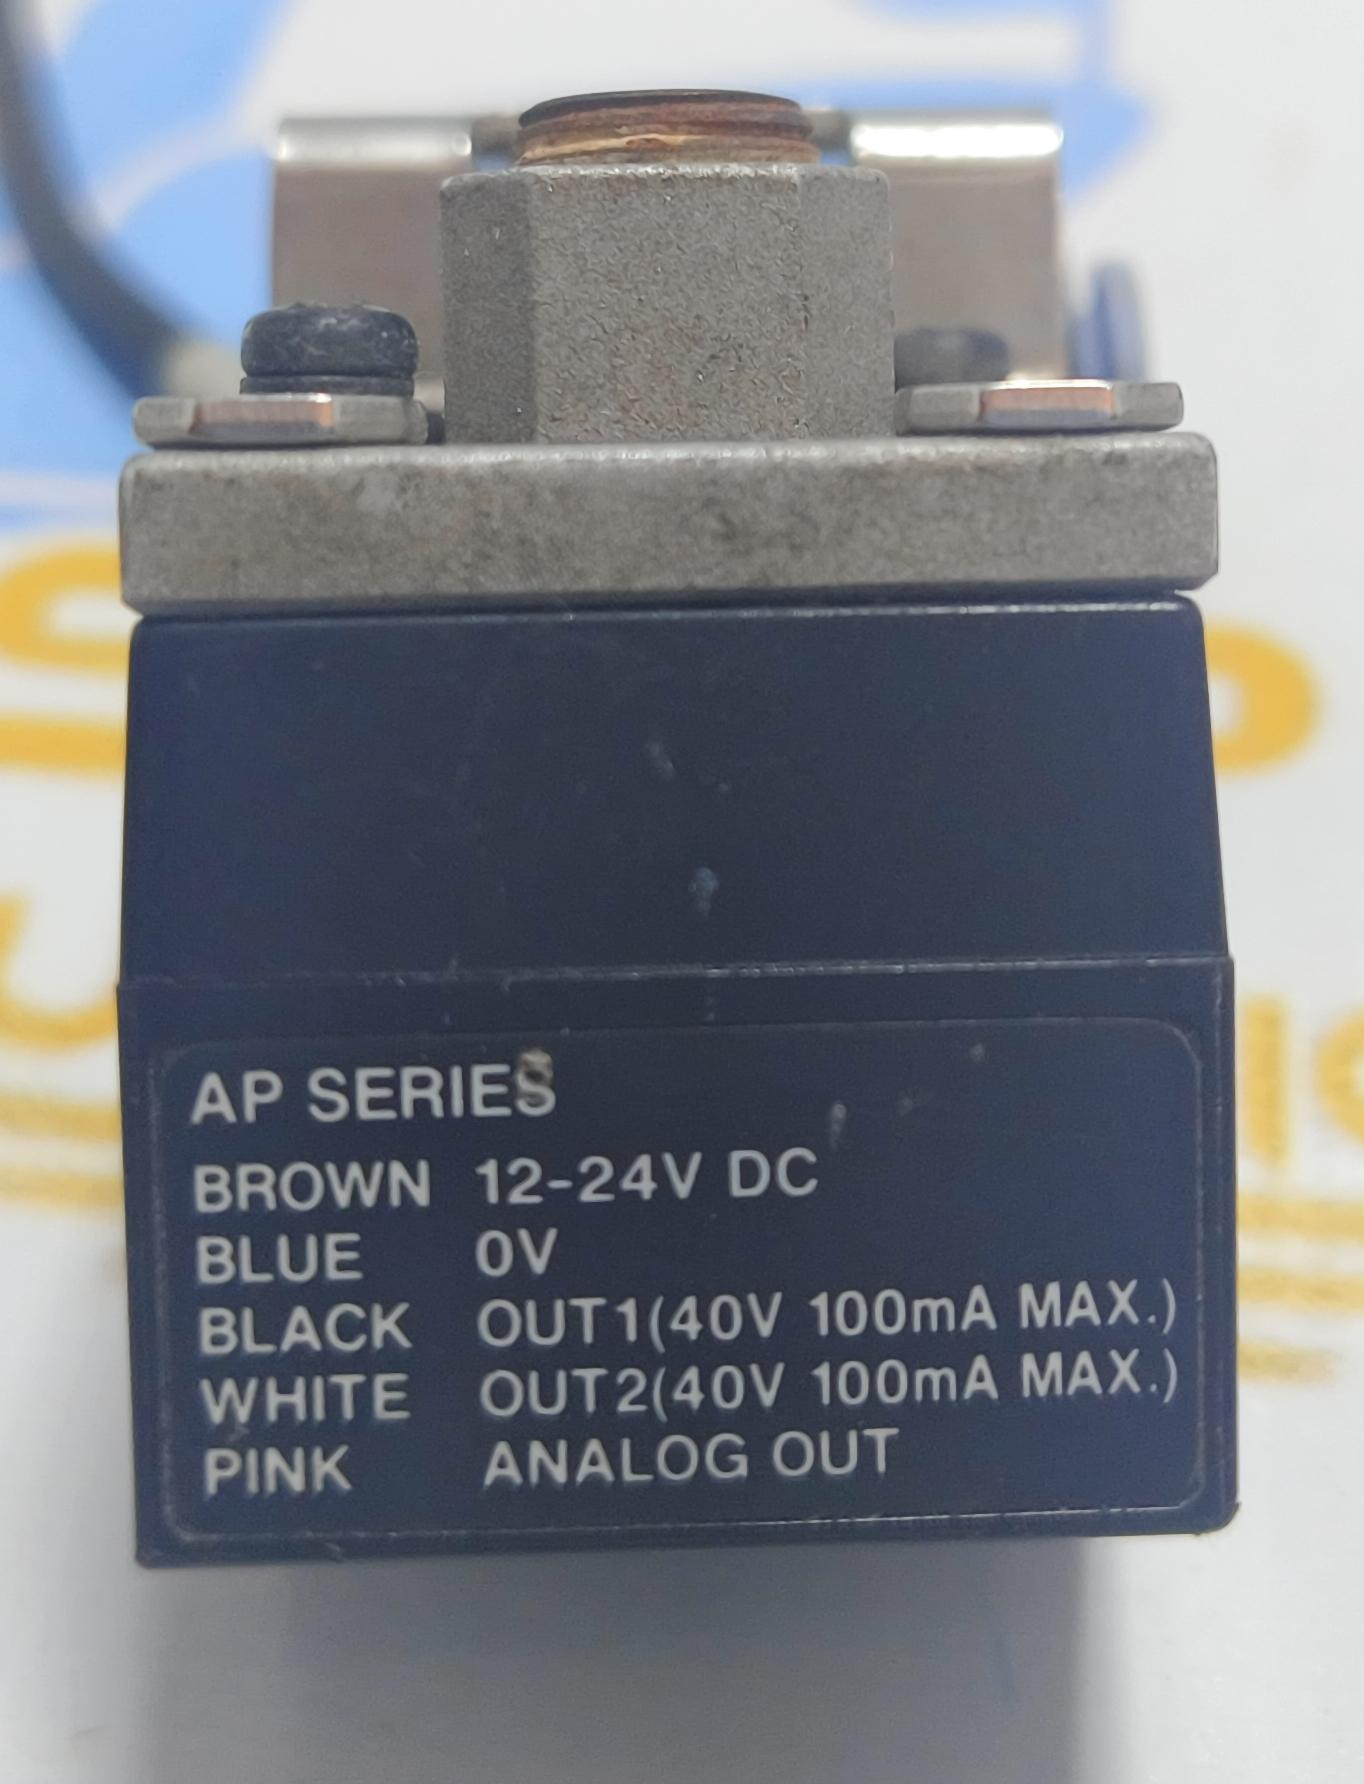 AP SERIES
BROWN 12-24V DC
BLUE 0V
BLACK OUT1(40V 100mA MAX.)
WHITE OUT2(40V 100mA MAX.)
PINK ANALOG OUT